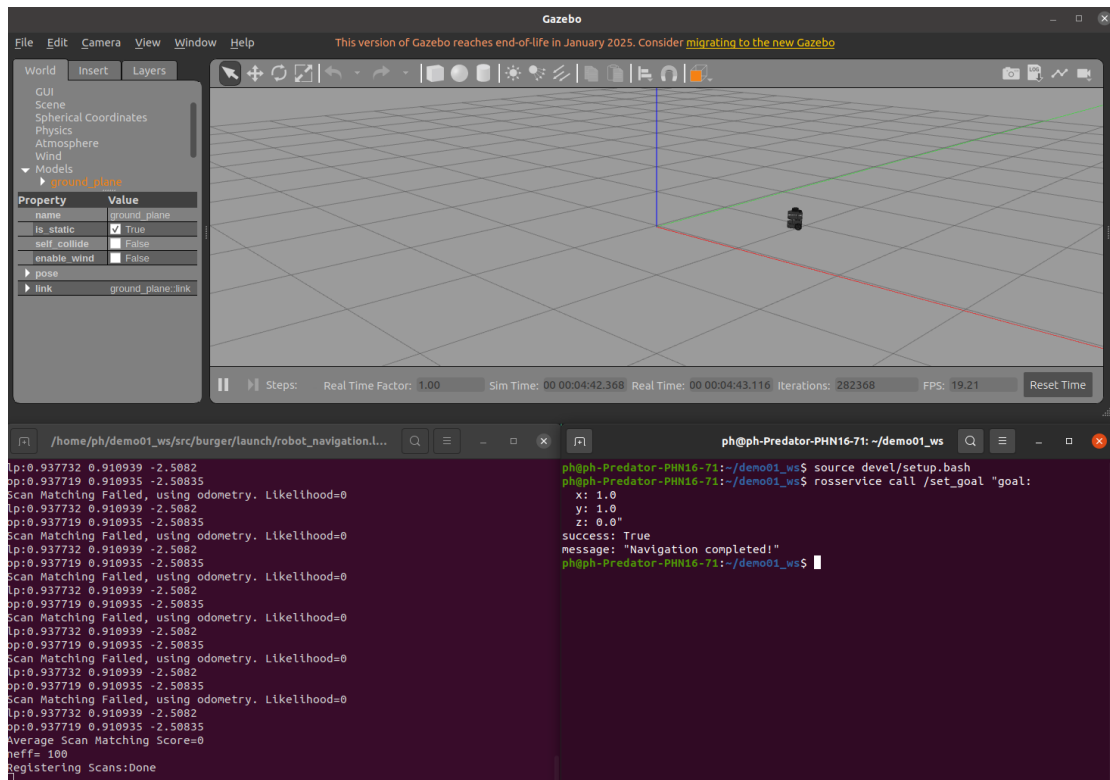 Gazebo
File Edit Camera View Window Help
This version of Gazebo reaches end-of-life in January 2025. Consider migrating to the new Gazebo
World Insert Layers
GUI
Scene
Spherical Coordinates
Physics
Atmosphere
Wind
Models
ground_plane
Property Value
name ground_plane
is_static True
self_collide False
enable_wind False
pose
link ground_plane::link
LOG
Steps: Real Time Factor: 1.00 Sim Time: 00 00:04:42.368 Real Time: 00 00:04:43.116 Iterations: 282368 FPS: 19.21 Reset Time
/home/ph/demo01_ws/src/burger/launch/robot_navigation.l...
lp:0.937732 0.910939 -2.5082
op:0.937719 0.910935 -2.50835
Scan Matching Failed, using odometry. Likelihood=0
lp:0.937732 0.910939 -2.5082
op:0.937719 0.910935 -2.50835
Scan Matching Failed, using odometry. Likelihood=0
lp:0.937732 0.910939 -2.5082
op:0.937719 0.910935 -2.50835
Scan Matching Failed, using odometry. Likelihood=0
lp:0.937732 0.910939 -2.5082
op:0.937719 0.910935 -2.50835
Scan Matching Failed, using odometry. Likelihood=0
lp:0.937732 0.910939 -2.5082
op:0.937719 0.910935 -2.50835
Scan Matching Failed, using odometry. Likelihood=0
lp:0.937732 0.910939 -2.5082
op:0.937719 0.910935 -2.50835
Scan Matching Failed, using odometry. Likelihood=0
lp:0.937732 0.910939 -2.5082
op:0.937719 0.910935 -2.50835
Average Scan Matching Score=0
neff= 100
Registering Scans:Done
ph@ph-Predator-PHN16-71: ~/demo01_ws
ph@ph-Predator-PHN16-71:~/demo01_ws$ source devel/setup.bash
ph@ph-Predator-PHN16-71:~/demo01_ws$ rosservice call /set_goal "goal:
x: 1.0
y: 1.0
z: 0.0"
success: True
message: "Navigation completed!"
ph@ph-Predator-PHN16-71:~/demo01_ws$